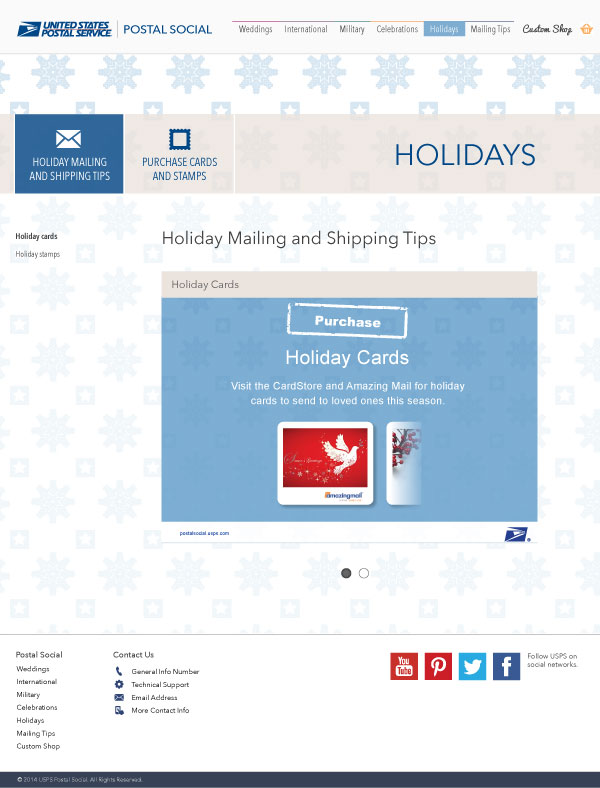 UNITED STATES
POSTAL SERVICE
POSTAL SOCIAL
Weddings
International
Military
Celebrations
Holidays
Mailing Tips
Custom Shop
HOLIDAY MAILING
AND SHIPPING TIPS
PURCHASE CARDS
AND STAMPS
HOLIDAYS
Holiday cards
Holiday stamps
Holiday Mailing and Shipping Tips
Holiday Cards
Purchase
Holiday Cards
Visit the CardStore and Amazing Mail for holiday
cards to send to loved ones this season.
Season's Greetings
amazingmail
postalsocial.usps.com
Postal Social
Weddings
International
Military
Celebrations
Holidays
Mailing Tips
Custom Shop
Contact Us
General Info Number
Technical Support
Email Address
More Contact Info
You
Tube
Follow USPS on
social networks.
© 2014 USPS Postal Social. All Rights Reserved.